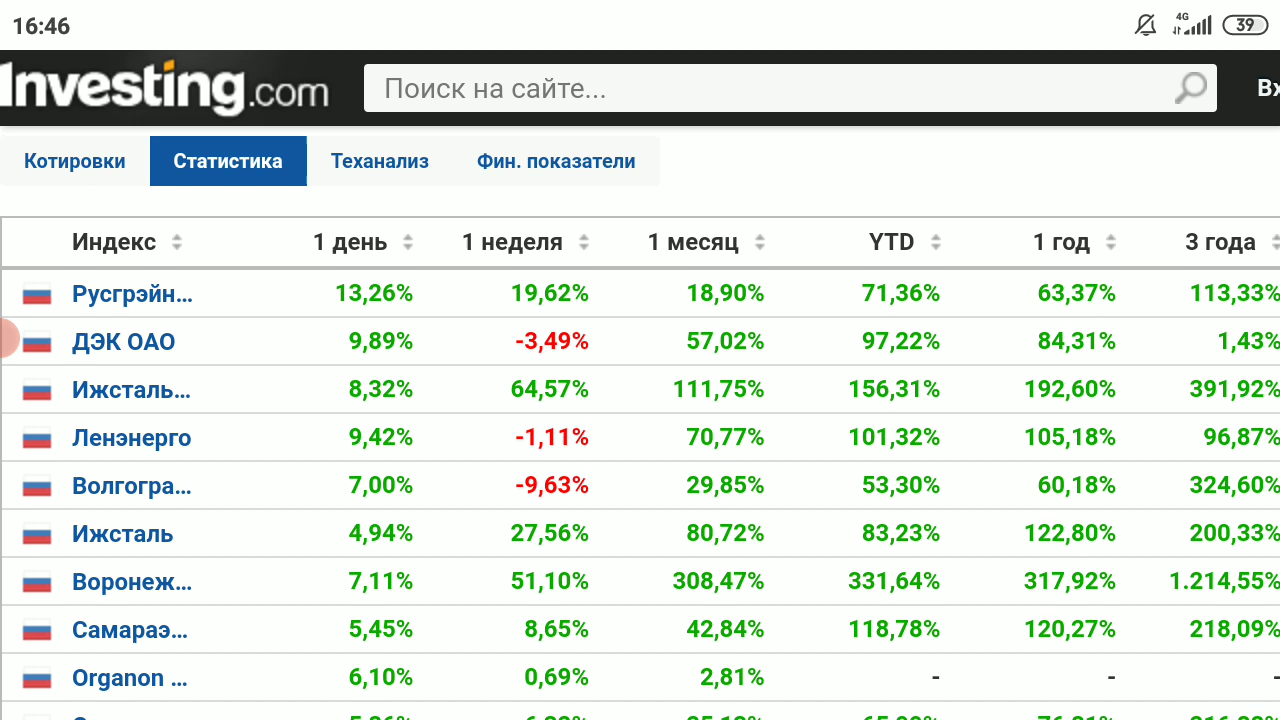 16:46 4G 39
Investing.com Поиск на сайте...
Котировки Статистика Теханализ Фин. показатели
Индекс 1 день 1 неделя 1 месяц YTD 1 год 3 года
Русгрэйн... 13,26% 19,62% 18,90% 71,36% 63,37% 113,33%
ДЭК ОАО 9,89% -3,49% 57,02% 97,22% 84,31% 1,43%
Ижсталь... 8,32% 64,57% 111,75% 156,31% 192,60% 391,92%
Ленэнерго 9,42% -1,11% 70,77% 101,32% 105,18% 96,87%
Волгогра... 7,00% -9,63% 29,85% 53,30% 60,18% 324,60%
Ижсталь 4,94% 27,56% 80,72% 83,23% 122,80% 200,33%
Воронеж... 7,11% 51,10% 308,47% 331,64% 317,92% 1.214,55%
Самараэ... 5,45% 8,65% 42,84% 118,78% 120,27% 218,09%
Organon ... 6,10% 0,69% 2,81% - - -